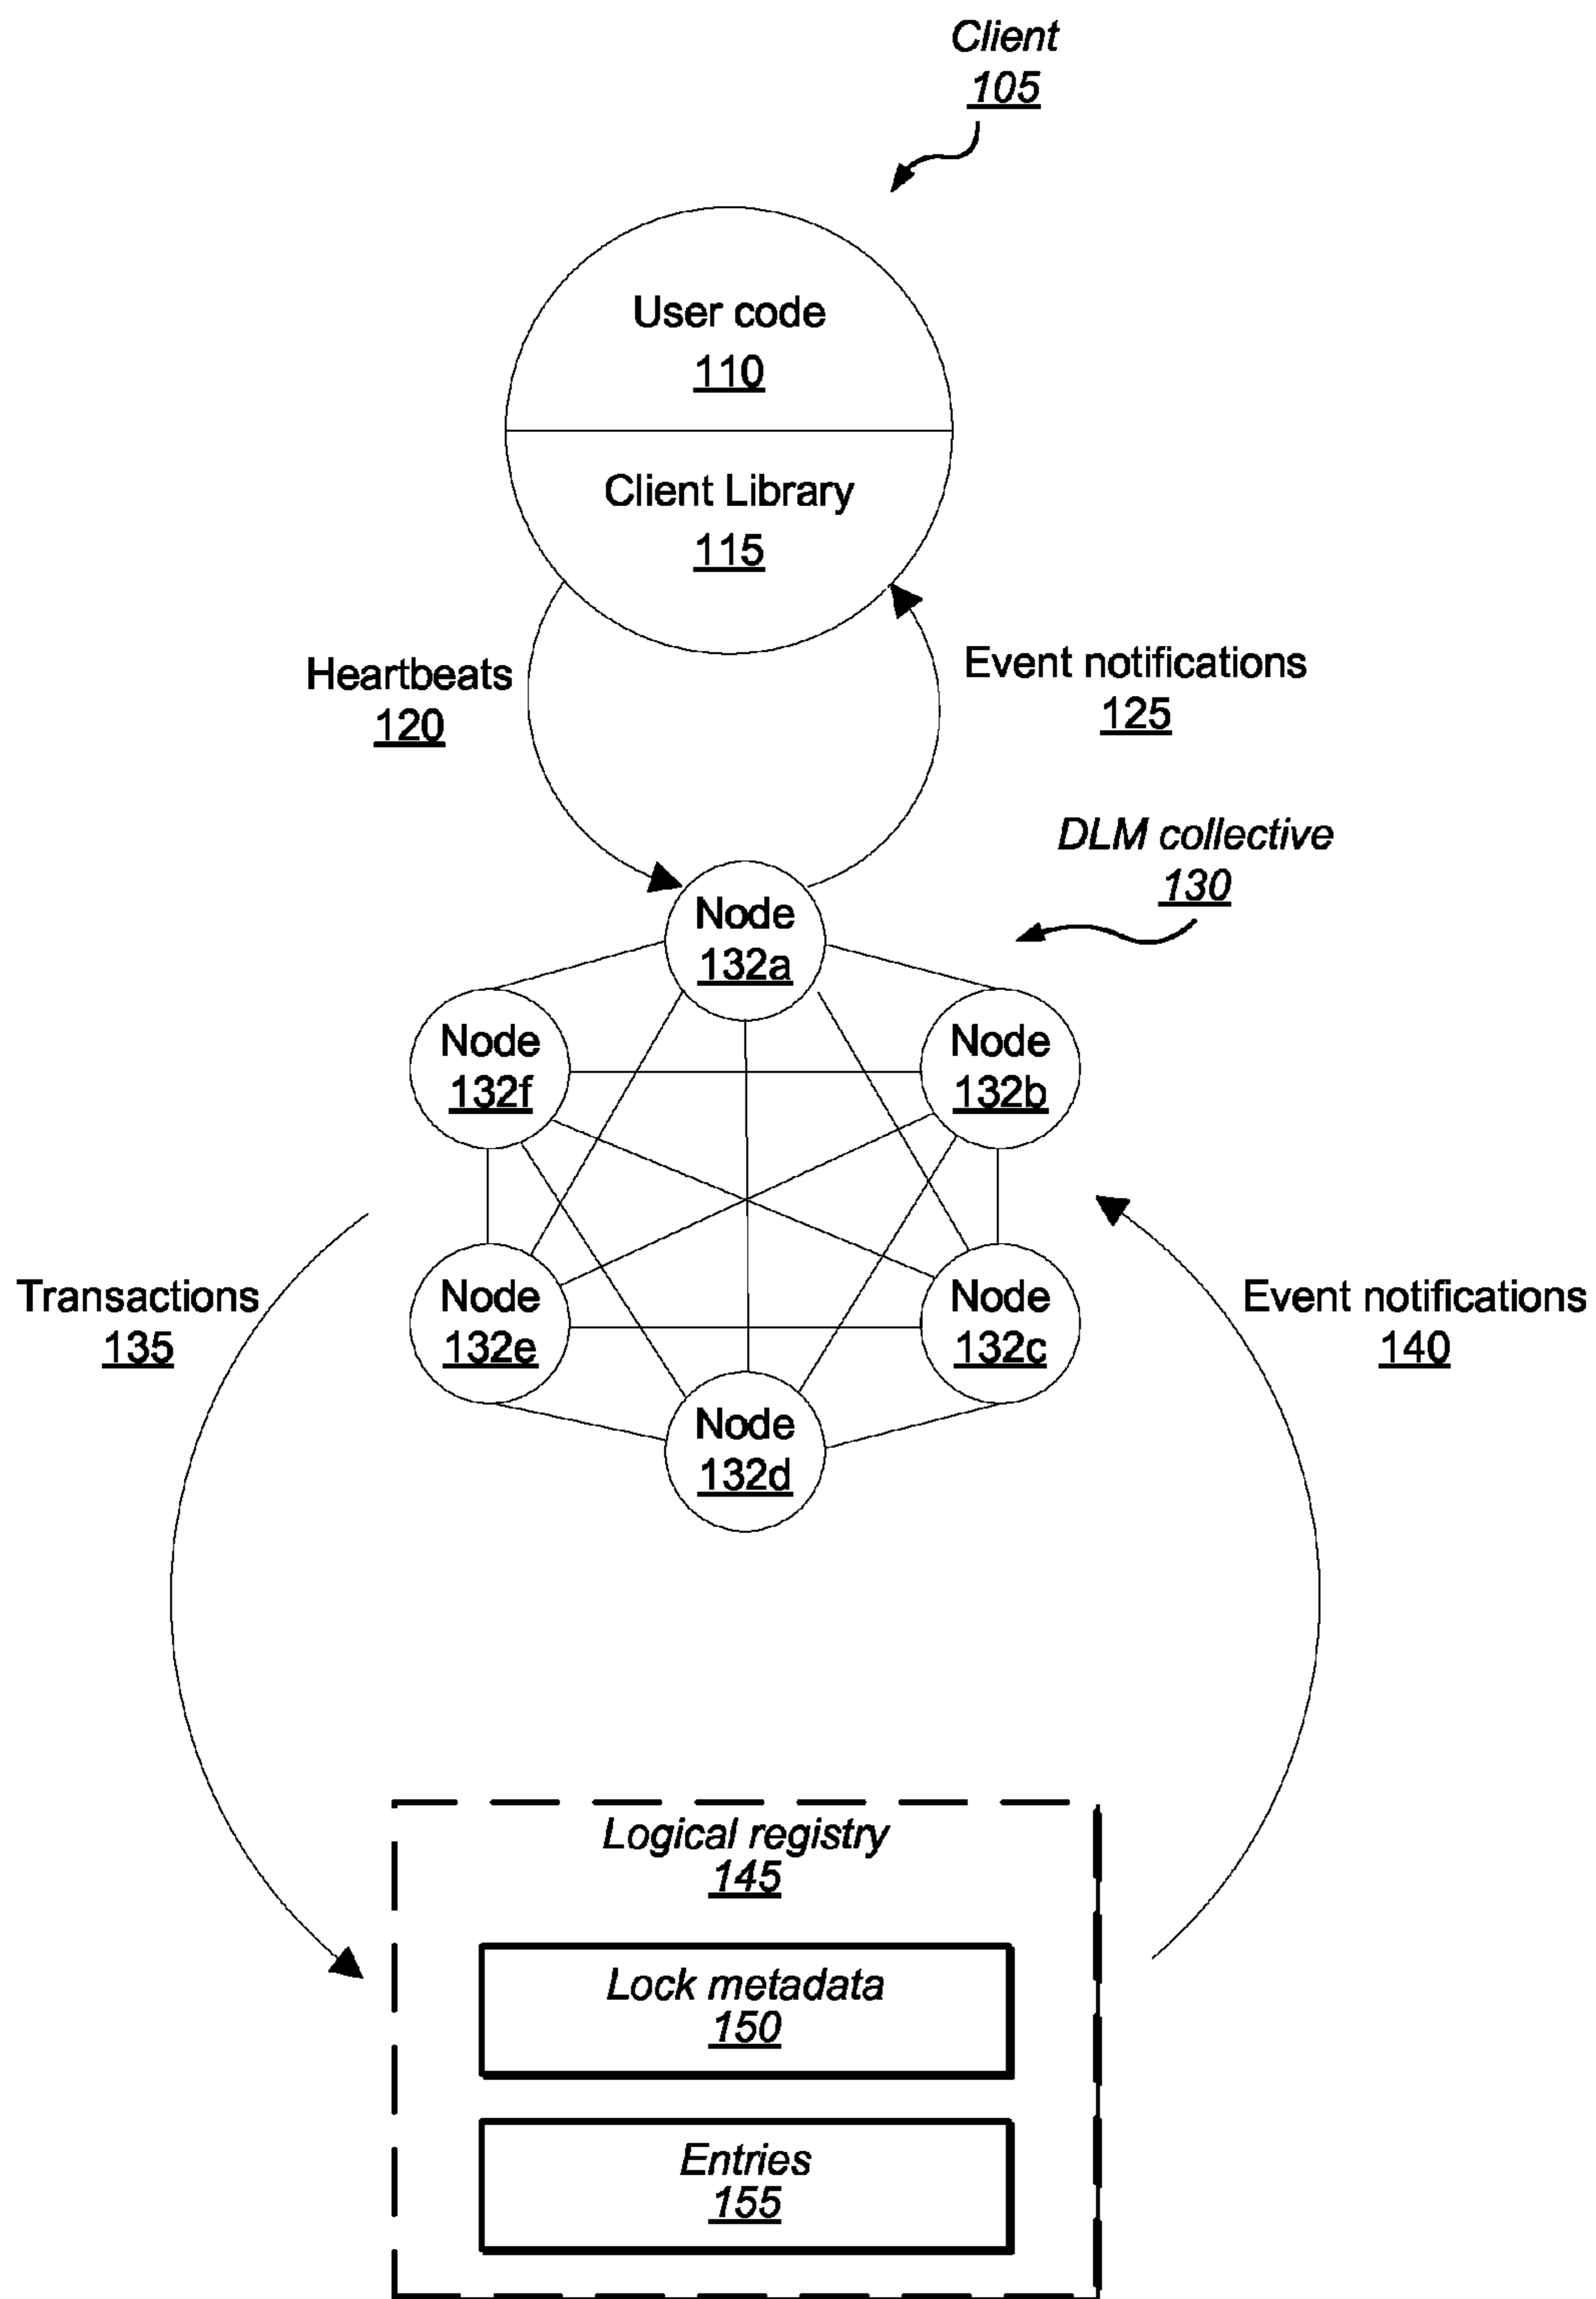 Client
105
User code
110
Client Library
115
Heartbeats
120
Event notifications
125
DLM collective
130
Node
132a
Node
132f
Node
132b
Transactions
135
Node
132e
Node
132c
Event notifications
140
Node
132d
Logical registry
145
Lock metadata
150
Entries
155